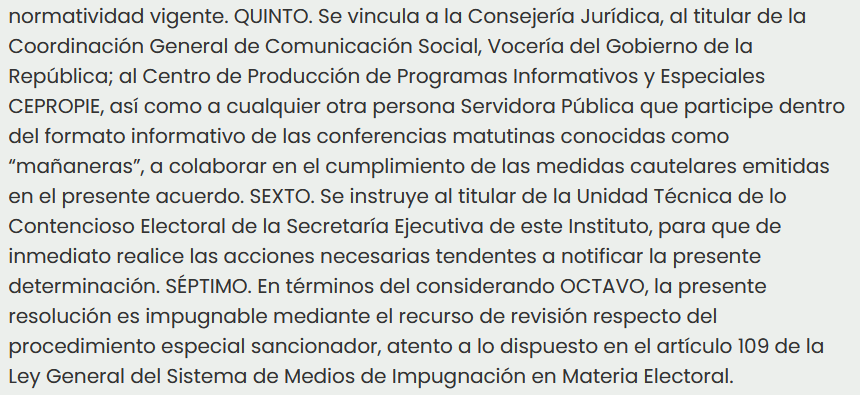 normatividad vigente. QUINTO. Se vincula a la Consejería Jurídica, al titular de la
Coordinación General de Comunicación Social, Vocería del Gobierno de la
República; al Centro de Producción de Programas Informativos y Especiales
CEPROPIE, así como a cualquier otra persona Servidora Pública que participe dentro
del formato informativo de las conferencias matutinas conocidas como
“mañaneras”, a colaborar en el cumplimiento de las medidas cautelares emitidas
en el presente acuerdo. SEXTO. Se instruye al titular de la Unidad Técnica de lo
Contencioso Electoral de la Secretaría Ejecutiva de este Instituto, para que de
inmediato realice las acciones necesarias tendentes a notificar la presente
determinación. SÉPTIMO. En términos del considerando OCTAVO, la presente
resolución es impugnable mediante el recurso de revisión respecto del
procedimiento especial sancionador, atento a lo dispuesto en el artículo 109 de la
Ley General del Sistema de Medios de Impugnación en Materia Electoral.